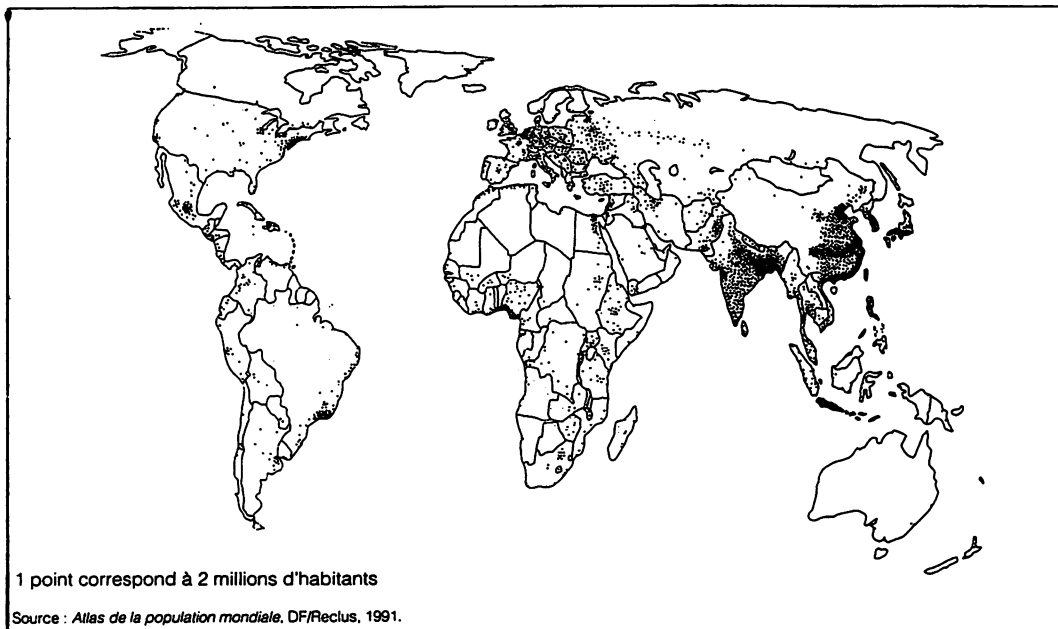 1 point correspond à 2 millions d'habitants
Source : Atlas de la population mondiale, DF/Reclus, 1991.